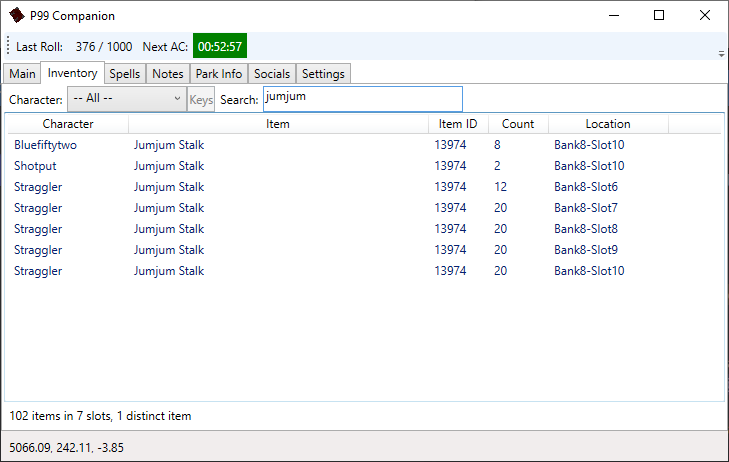 P99 Companion
Last Roll: 376 / 1000 Next AC: 00:52:57
Main Inventory Spells Notes Park Info Socials Settings
Character: -- All -- Keys Search: jumjum
Character Item Item ID Count Location
Bluefiftytwo Jumjum Stalk 13974 8 Bank8-Slot10
Shotput Jumjum Stalk 13974 2 Bank8-Slot10
Straggler Jumjum Stalk 13974 12 Bank8-Slot6
Straggler Jumjum Stalk 13974 20 Bank8-Slot7
Straggler Jumjum Stalk 13974 20 Bank8-Slot8
Straggler Jumjum Stalk 13974 20 Bank8-Slot9
Straggler Jumjum Stalk 13974 20 Bank8-Slot10
102 items in 7 slots, 1 distinct item
5066.09, 242.11, -3.85